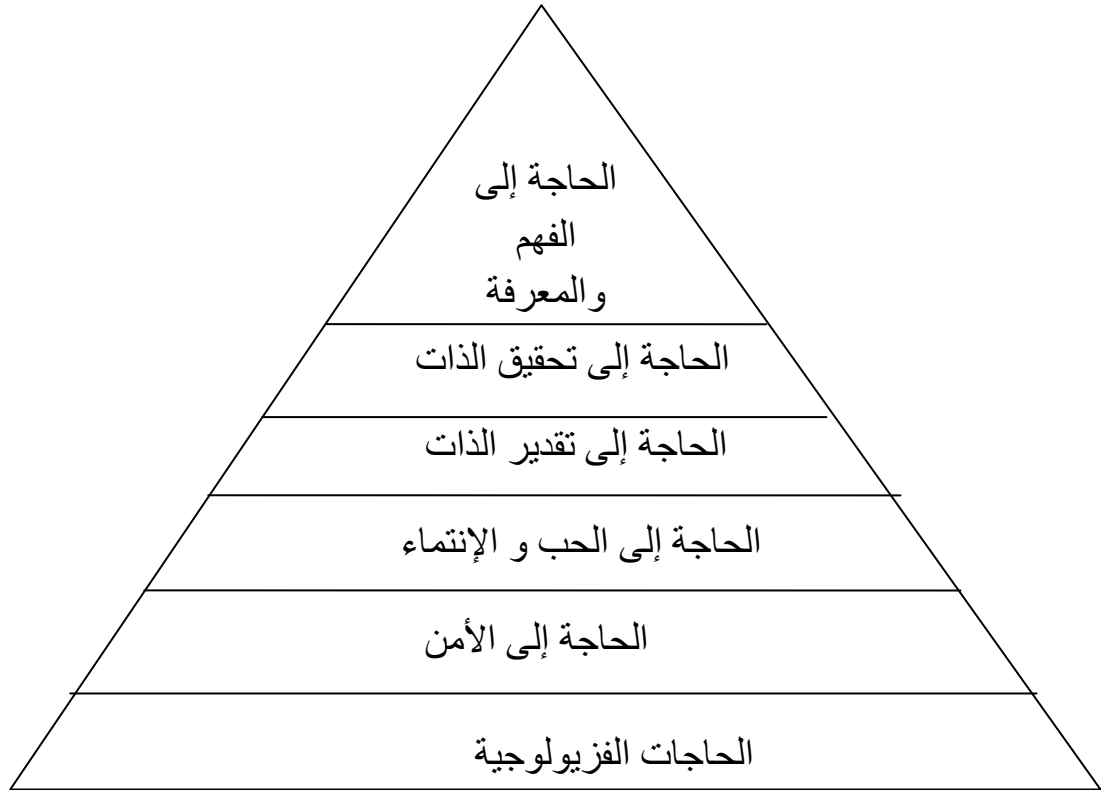 الحاجة إلى
الفهم
والمعرفة
الحاجة إلى تحقيق الذات
الحاجة إلى تقدير الذات
الحاجة إلى الحب و الإنتماء
الحاجة إلى الأمن
الحاجات الفزيولوجية